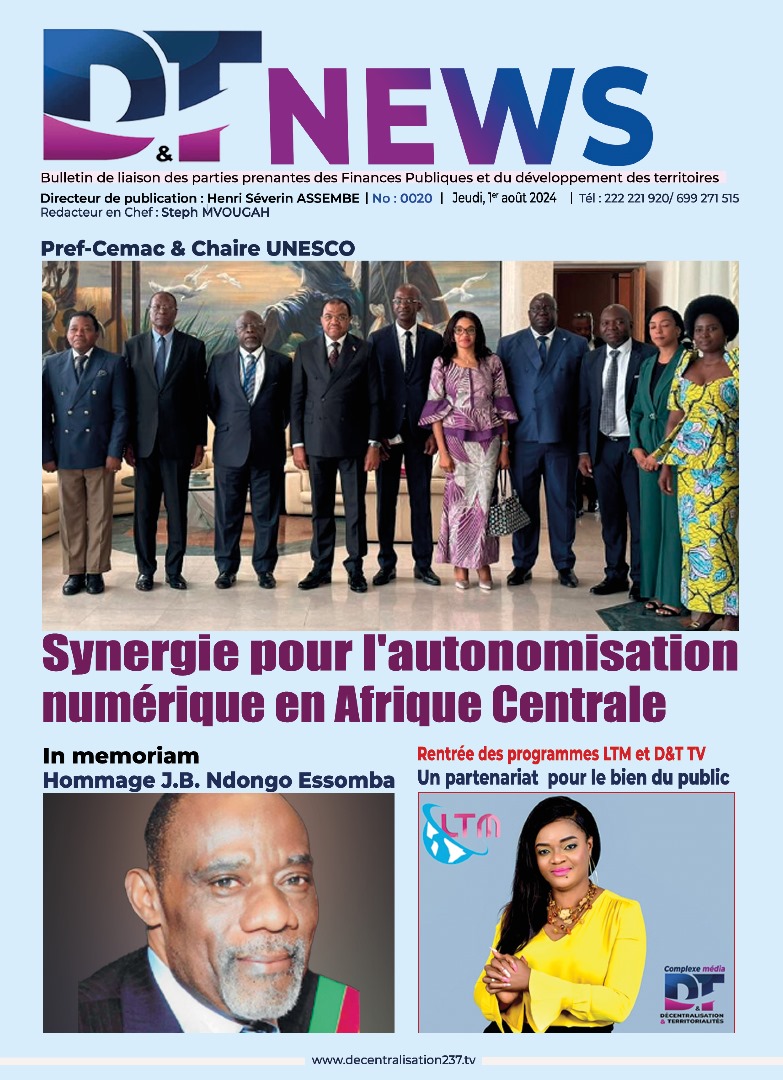 D&T NEWS
Bulletin de liaison des parties prenantes des Finances Publiques et du développement des territoires
Directeur de publication : Henri Séverin ASSEMBE | No : 0020 | Jeudi, 1er août 2024 | Tél : 222 221 920/ 699 271 515
Redacteur en Chef : Steph MVOUGAH
Pref-Cemac & Chaire UNESCO
Synergie pour l'autonomisation
numérique en Afrique Centrale
In memoriam
Hommage J.B. Ndongo Essomba
Rentrée des programmes LTM et D&T TV
Un partenariat pour le bien du public
LTM
Complexe média
D&T
DÉCENTRALISATION
& TERRITORIALITÉS
www.decentralisation237.tv